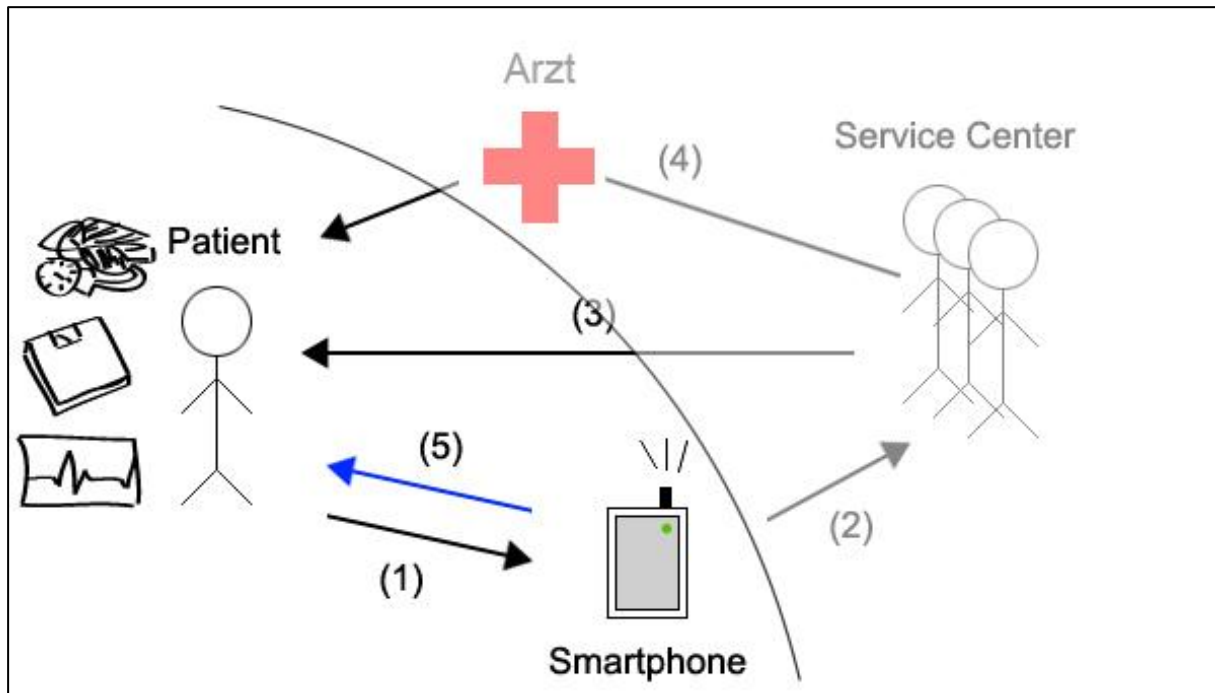 Arzt
Service Center
(4)
Patient
(3)
(5)
(2)
(1)
Smartphone